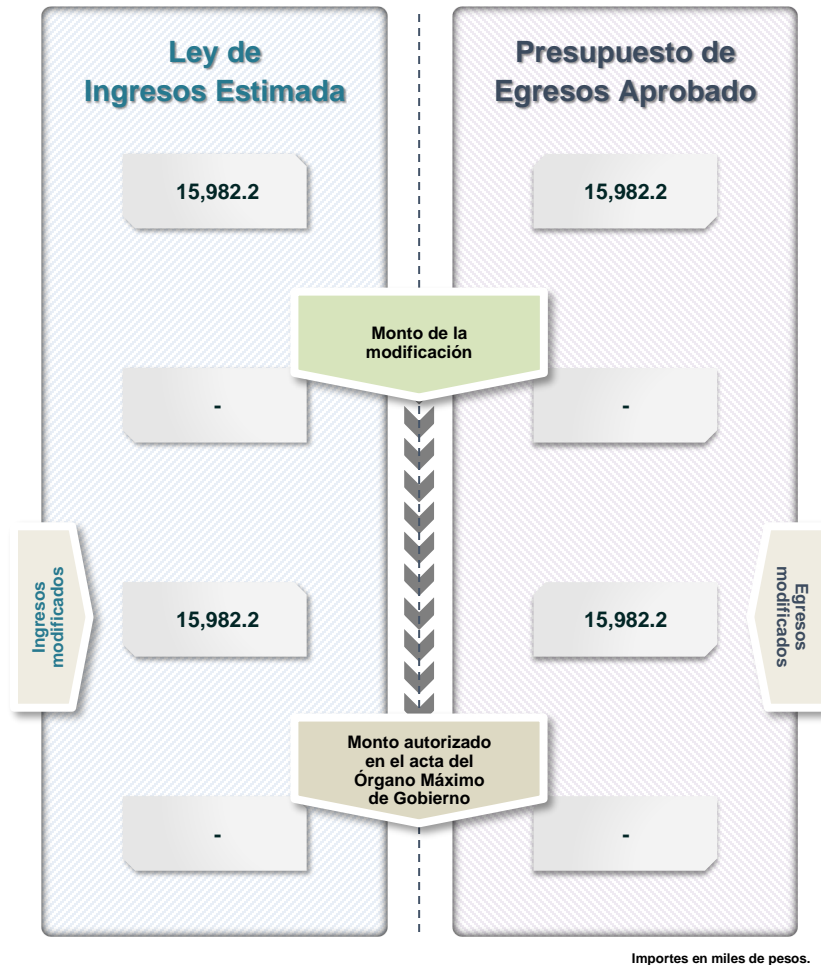 Ley de
Ingresos Estimada
Presupuesto de
Egresos Aprobado
15,982.2
15,982.2
Monto de la
modificación
-
-
Ingresos
modificados
15,982.2
15,982.2
Egresos
modificados
Monto autorizado
en el acta del
Órgano Máximo
de Gobierno
-
-
Importes en miles de pesos.